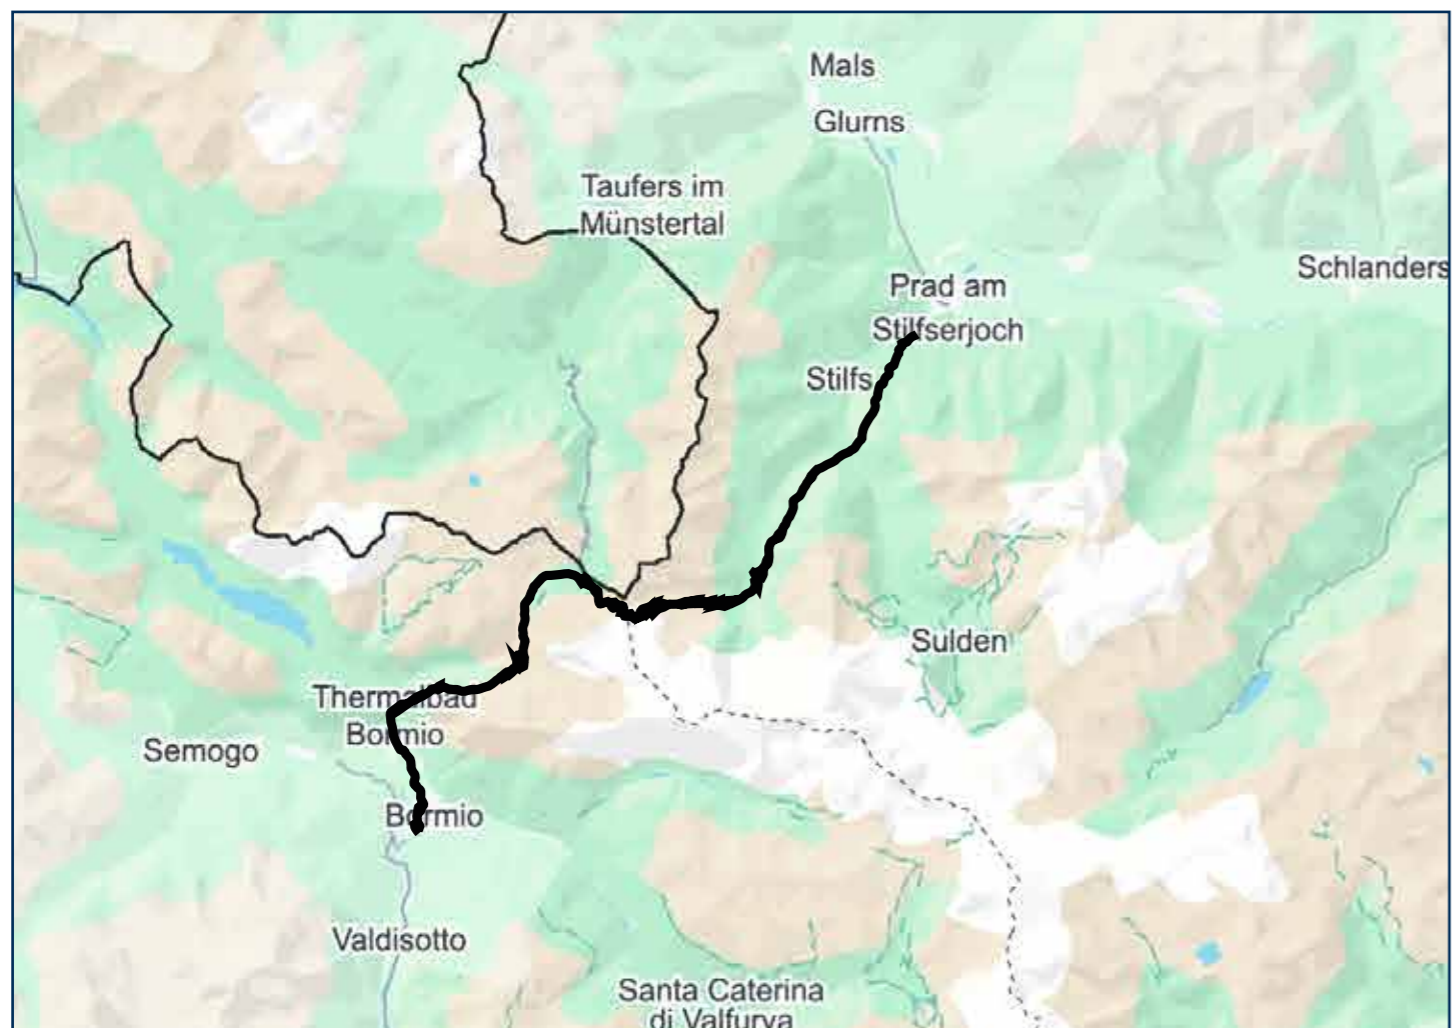 Mals
Glurns
Taufers im
Münstertal
Schlanders
Prad am
Stilfserjoch
Stilfs
Sulden
Thermalbad
Bormio
Semogo
Bormio
Valdisotto
Santa Caterina
di Valfurva